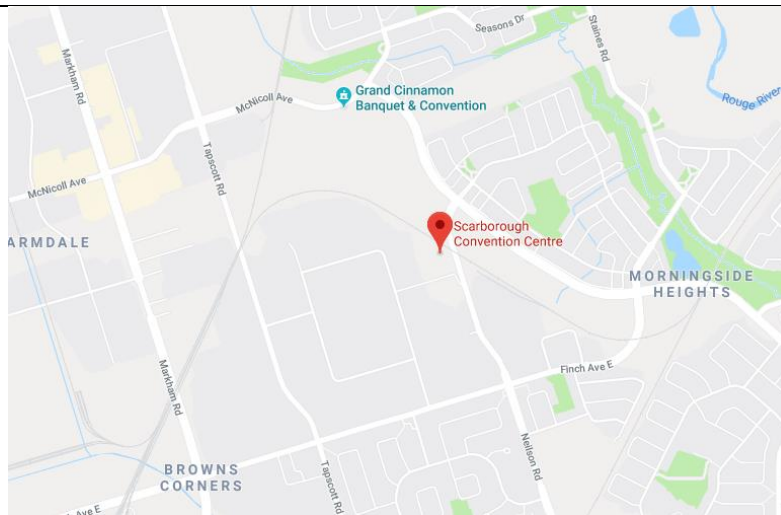 Seasons Dr
Staines Rd
Markham Rd
Grand Cinnamon
Banquet & Convention
Rouge River
McNicoll Ave
Tapscott Rd
McNicoll Ave
Scarborough
Convention Centre
ARMDALE
MORNINGSIDE
HEIGHTS
Markham Rd
Finch Ave E
Neilson Rd
BROWNS
CORNERS
Tapscott Rd
Ave E